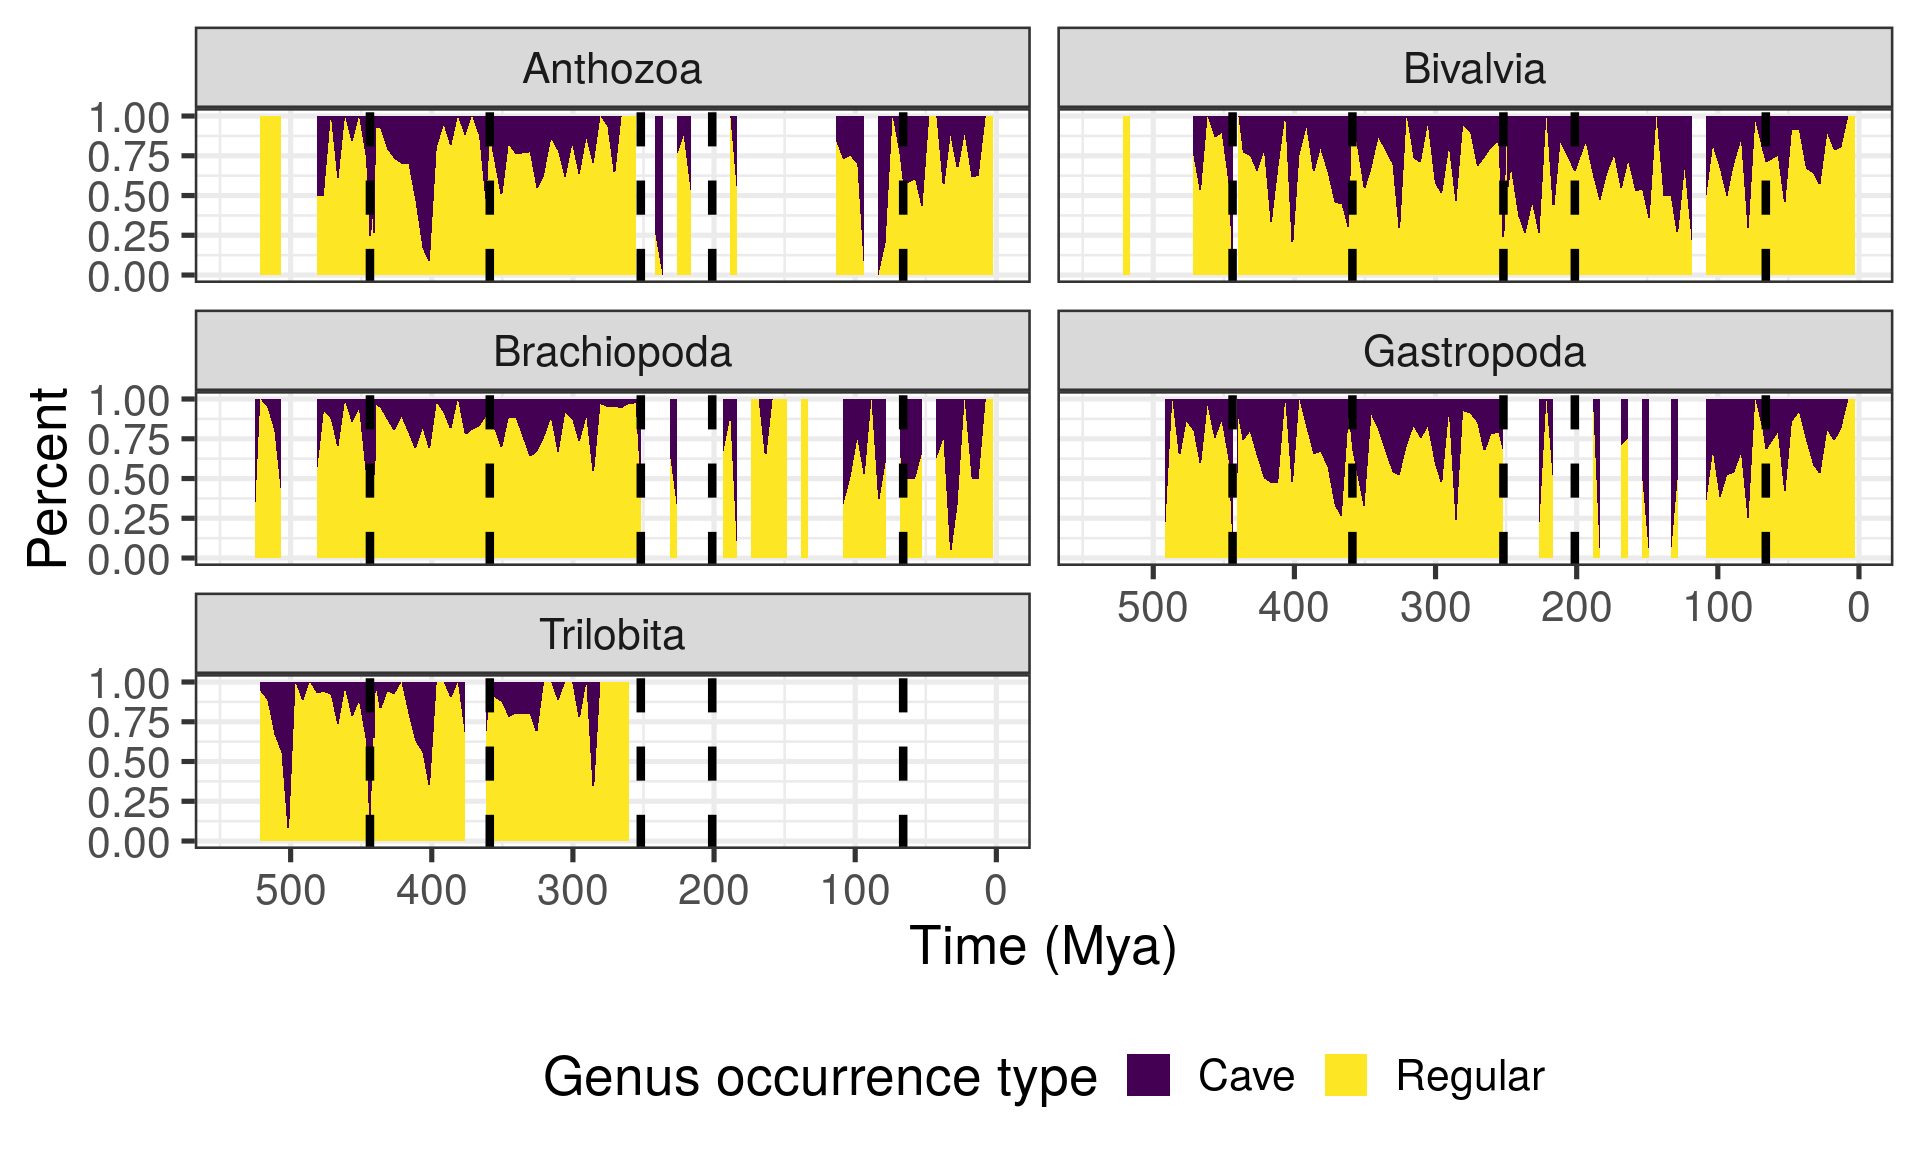 Anthozoa
Bivalvia
1.00
0.75
0.50
0.25
0.00
Brachiopoda
Gastropoda
1.00
0.75
0.50
0.25
0.00
500 400 300 200 100 0
Trilobita
1.00
0.75
0.50
0.25
0.00
500 400 300 200 100 0
Percent
Time (Mya)
Genus occurrence type Cave Regular